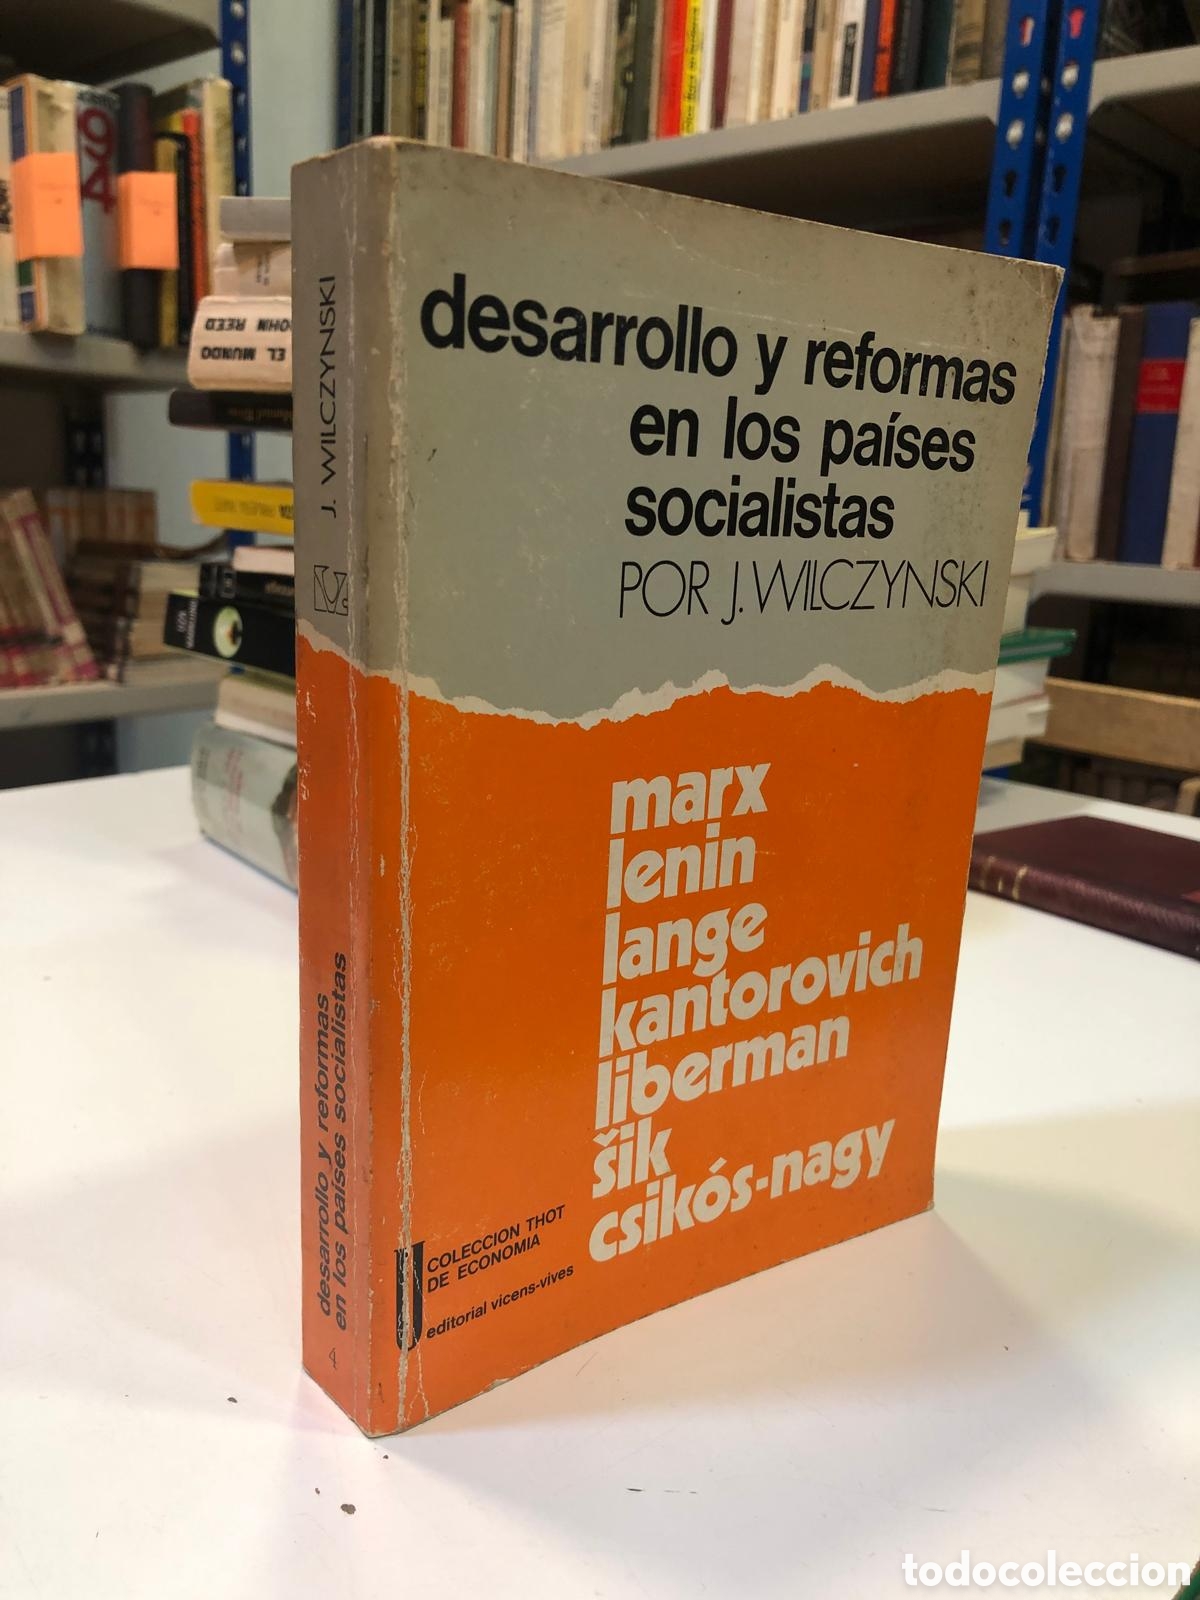 desarrollo y reformas
en los países
socialistas
POR J. WILCZYNSKI
marx
lenin
lange
kantorovich
liberman
šik
csikós-nagy
COLECCION THOT
DE ECONOMIA
editorial vicens-vives
J. WILCZYNSKI
desarrollo y reformas
en los países socialistas
4
JOHN REED
EL MUNDO
todocoleccion